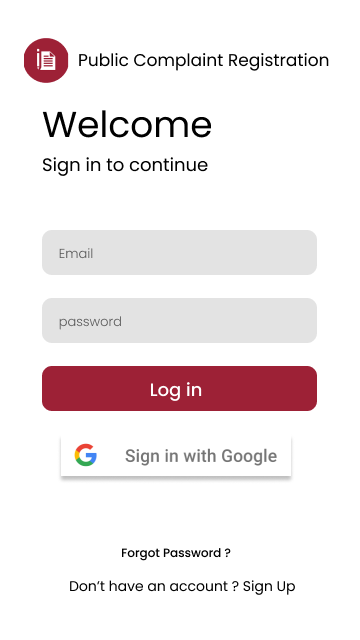 Public Complaint Registration
Welcome
Sign in to continue
Email
password
Log in
Sign in with Google
Forgot Password ?
Don't have an account ? Sign Up